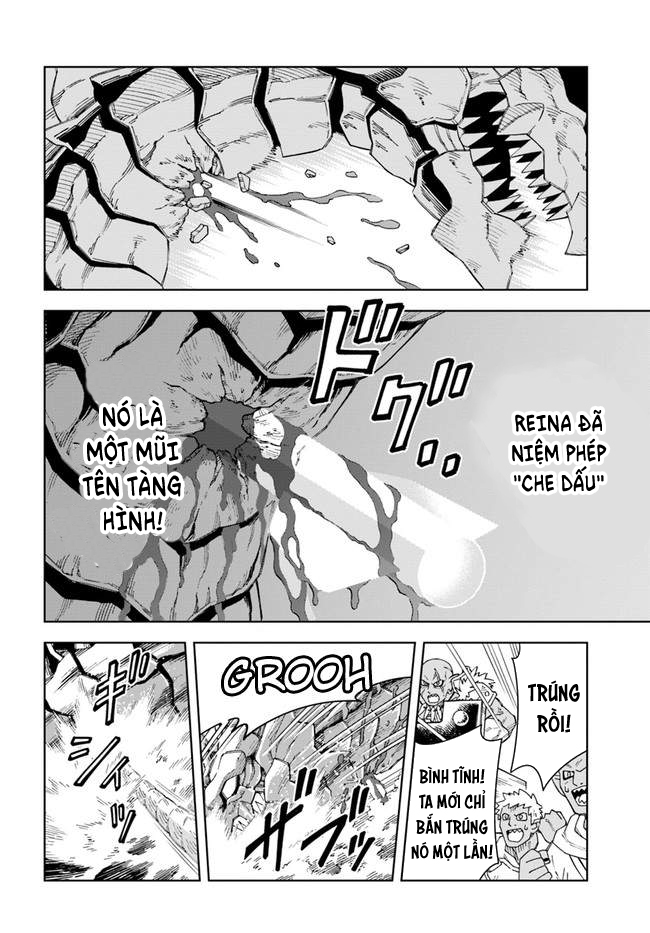 ドグッ
REINA ĐÃ
NIỆM PHÉP
"CHE DẤU"
NÓ LÀ
MỘT MŨI
TÊN TÀNG
HÌNH!
TRÚNG
RỒI!
BÌNH TĨNH!
TA MỚI CHỈ
BẮN TRÚNG
NÓ MỘT LẦN!
GROOH
ザブッ
ギシィ